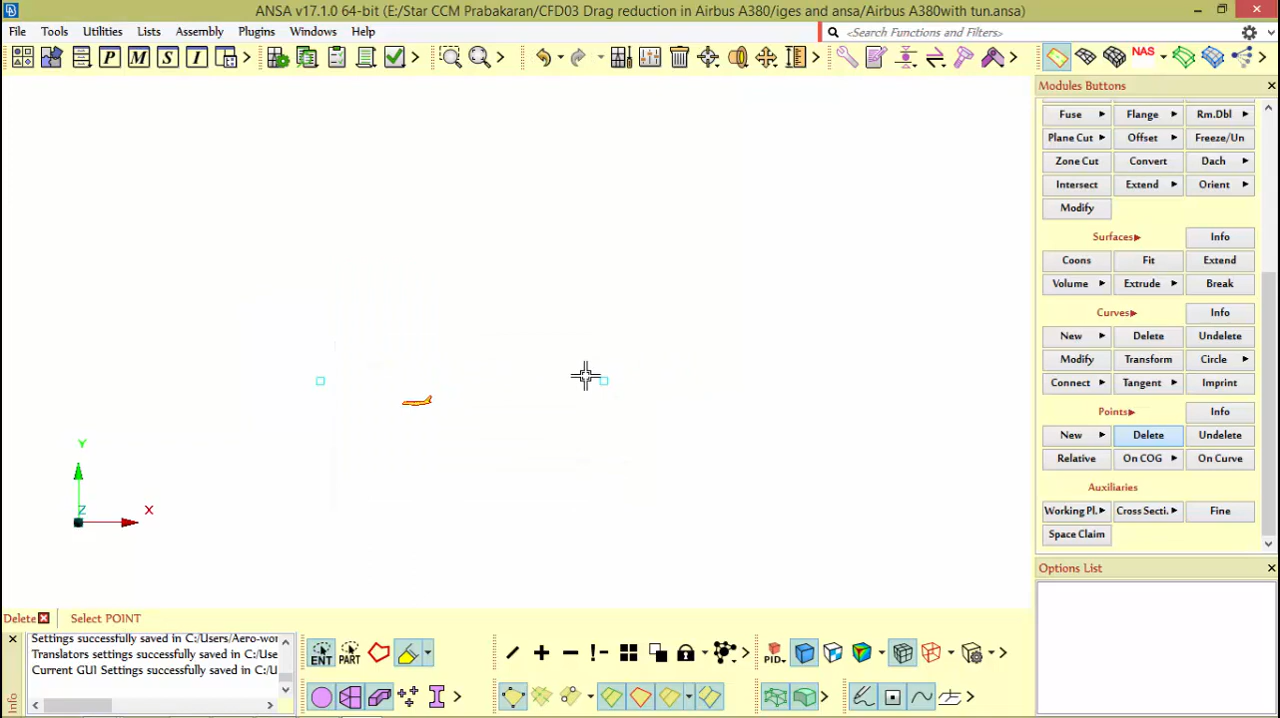 ANSA v17.1.0 64-bit (E:/Star CCM Prabakaran/CFD03 Drag reduction in Airbus A380/iges and ansa/Airbus A380with tun.ansa)
File Tools Utilities Lists Assembly Plugins Windows Help
<Search Functions and Filters>
P M S I NAS
Modules Buttons
Fuse Flange Rm.Dbl
Plane Cut Offset Freeze/Un
Zone Cut Convert Dach
Intersect Extend Orient
Modify
Surfaces Info
Coons Fit Extend
Volume Extrude Break
Curves Info
New Delete Undelete
Modify Transform Circle
Connect Tangent Imprint
Points Info
New Delete Undelete
Relative On COG On Curve
Auxiliaries
Working Pl. Cross Secti. Fine
Space Claim
Y
Z X
Options List
Delete Select POINT
Settings successfully saved in C:/Users/Aero-wor
Translators settings successfully saved in C:/Use
Current GUI Settings successfully saved in C:/U
Info
ENT PART PID